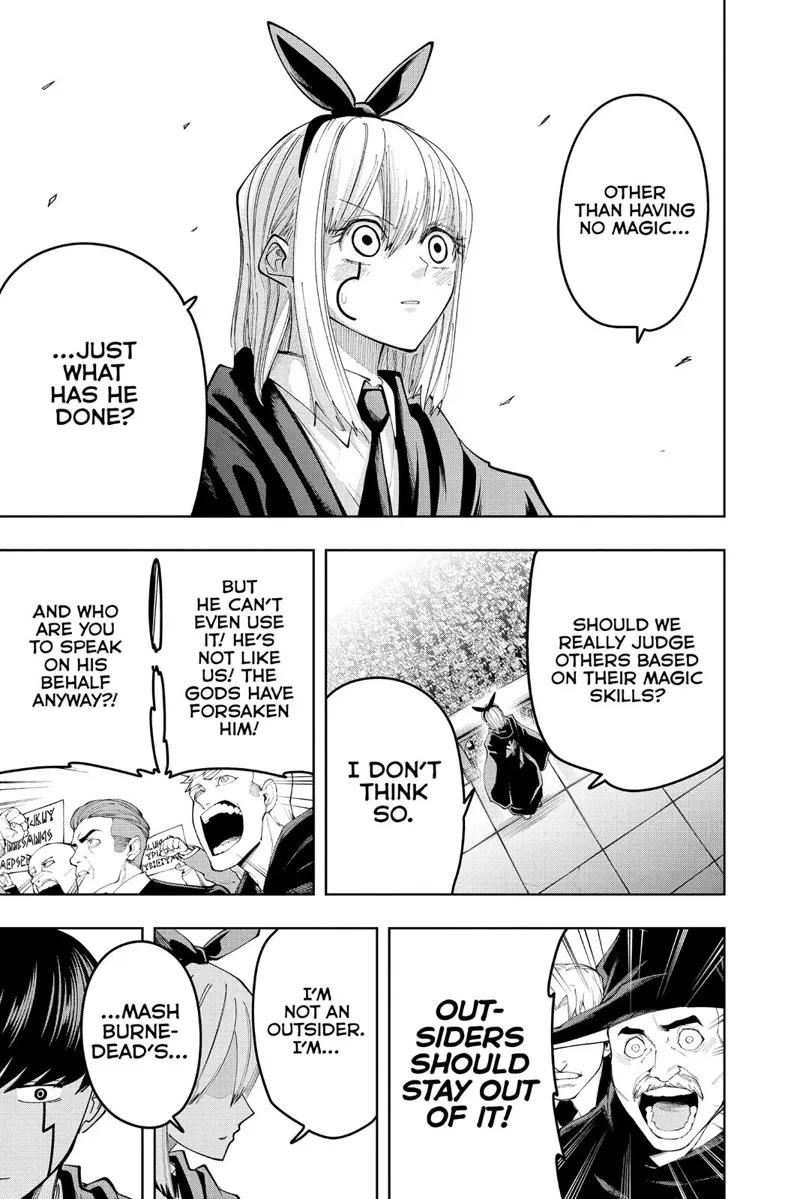 OTHER
THAN HAVING
NO MAGIC...
...JUST
WHAT
HAS HE
DONE?
SHOULD WE
REALLY JUDGE
OTHERS BASED
ON THEIR MAGIC
SKILLS?
I DON'T
THINK
SO.
BUT
HE CAN'T
EVEN USE
IT! HE'S
NOT LIKE
US! THE
GODS HAVE
FORSAKEN
HIM!
AND WHO
ARE YOU
TO SPEAK
ON HIS
BEHALF
ANYWAY?!
OUT-
SIDERS
SHOULD
STAY OUT
OF IT!
I'M
NOT AN
OUTSIDER.
I'M...
...MASH
BURNE-
DEAD'S...